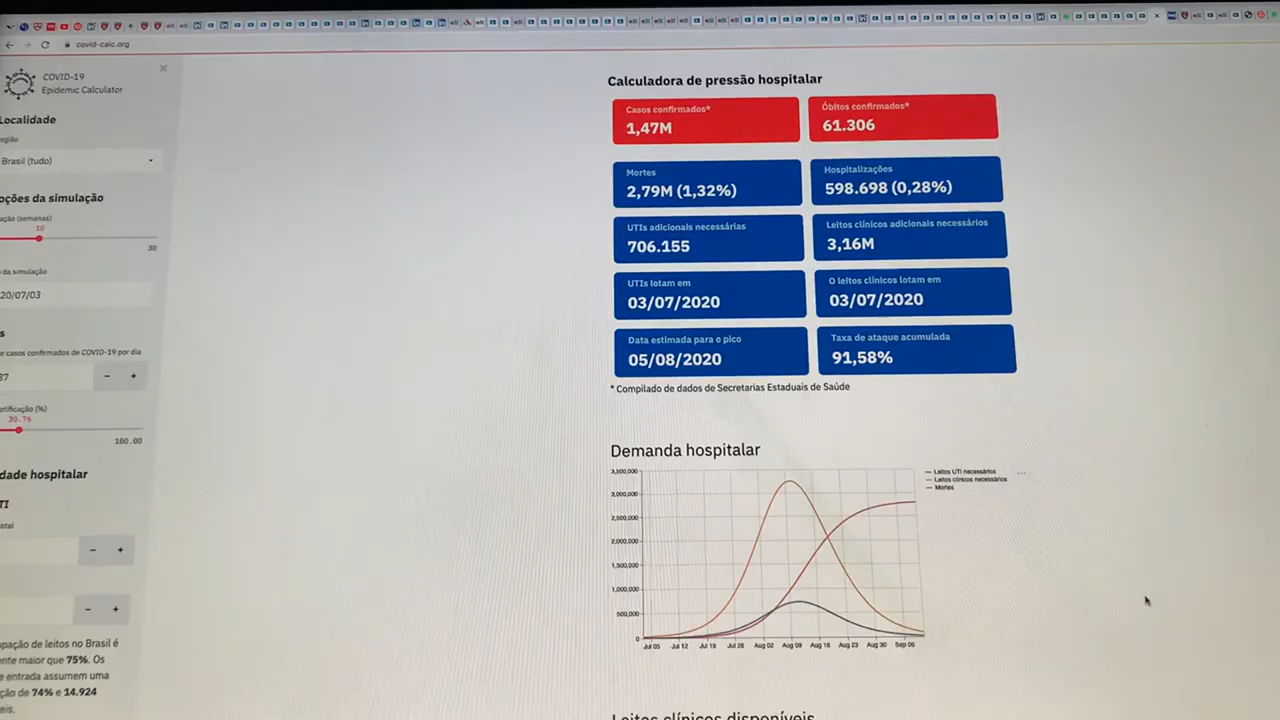 covid-calc.org
COVID-19
Epidemic Calculator
Localidade
Brasil (tudo)
da simulação
10
30
da simulação
20/07/03
e casos confirmados de COVID-19 por dia
37
− +
(%)
30.76
100.00
hospitalar
TI
− +
− +
leitos no Brasil é
maior que 75%. Os
e entrada assumem uma
de 74% e 14.924
Calculadora de pressão hospitalar
Casos confirmados*
1,47M
Óbitos confirmados*
61.306
Mortes
2,79M (1,32%)
Hospitalizações
598.698 (0,28%)
UTIs adicionais necessárias
706.155
Leitos clínicos adicionais necessários
3,16M
UTIs lotam em
03/07/2020
O leitos clínicos lotam em
03/07/2020
Data estimada para o pico
05/08/2020
Taxa de ataque acumulada
91,58%
* Compilado de dados de Secretarias Estaduais de Saúde
Demanda hospitalar
3,500,000
3,000,000
2,500,000
2,000,000
1,500,000
1,000,000
500,000
0
Jul 05 Jul 12 Jul 19 Jul 26 Aug 02 Aug 09 Aug 16 Aug 23 Aug 30 Sep 06
Leitos UTI necessários
Leitos clínicos necessários
Mortes
Leitos clínicos disponíveis